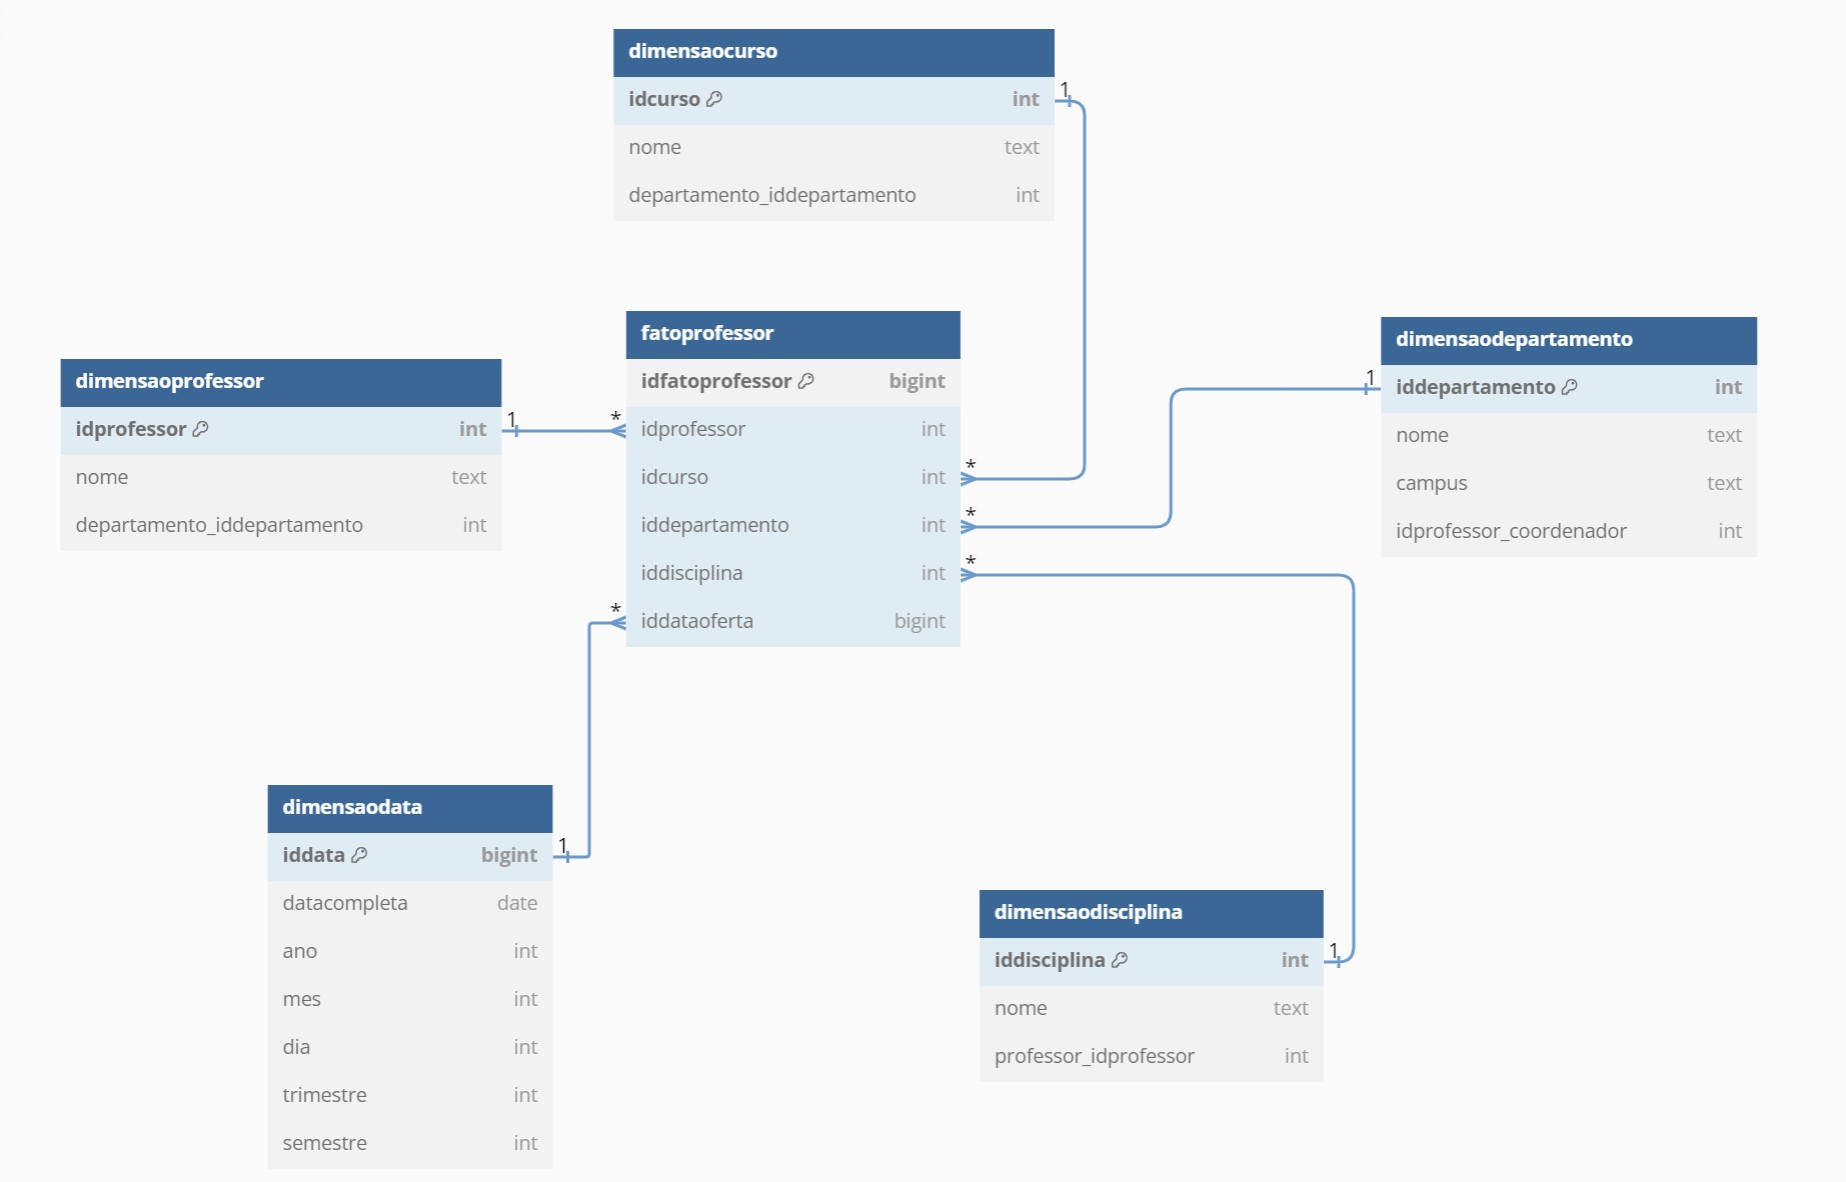 dimensaocurso
idcurso int
nome text
departamento_iddepartamento int
1
fatoprofessor
idfatoprofessor bigint
idprofessor int
idcurso int
iddepartamento int
iddisciplina int
iddataoferta bigint
*
*
*
*
*
dimensaoprofessor
idprofessor int
nome text
departamento_iddepartamento int
1
dimensaodepartamento
iddepartamento int
nome text
campus text
idprofessor_coordenador int
1
dimensaodata
iddata bigint
datacompleta date
ano int
mes int
dia int
trimestre int
semestre int
1
dimensaodisciplina
iddisciplina int
nome text
professor_idprofessor int
1